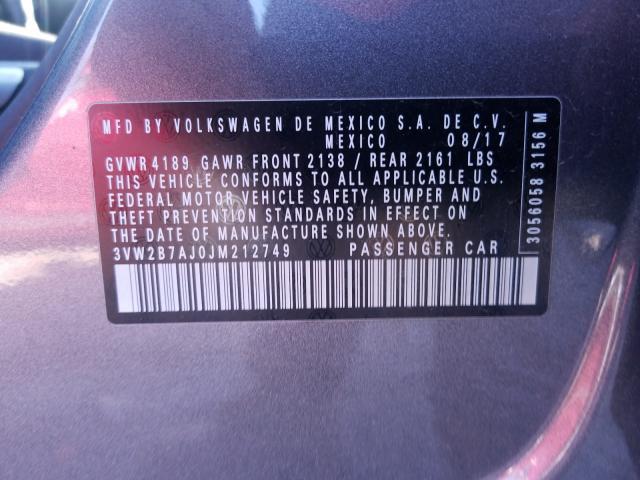 MFD BY VOLKSWAGEN DE MEXICO S.A. DE C.V.
MEXICO 08/17
GVWR 4189 GAWR FRONT 2138 / REAR 2161 LBS
THIS VEHICLE CONFORMS TO ALL APPLICABLE U.S.
FEDERAL MOTOR VEHICLE SAFETY, BUMPER AND
THEFT PREVENTION STANDARDS IN EFFECT ON
THE DATE OF MANUFACTURE SHOWN ABOVE.
3VW2B7AJ0JM212749 PASSENGER CAR
3056058 3156 M